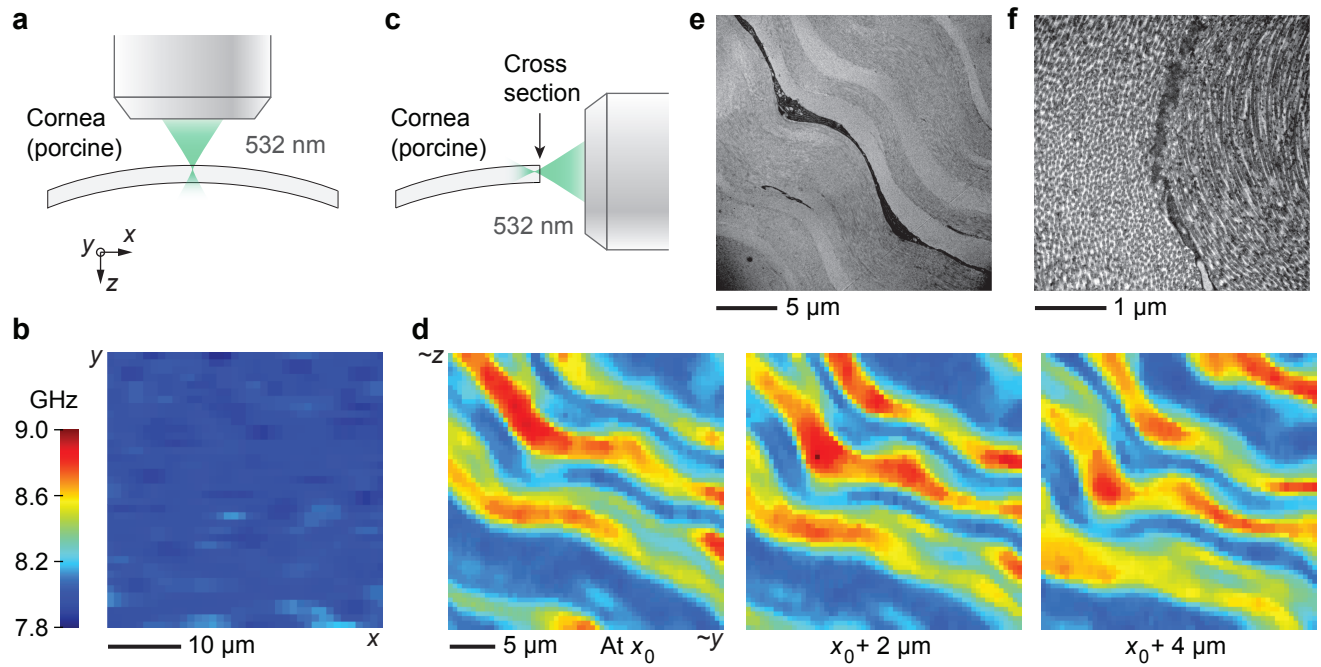 a
Cornea
(porcine)
532 nm
y
x
z
c
Cross
section
Cornea
(porcine)
532 nm
e
5 µm
f
1 µm
b
y
GHz
9.0
8.6
8.2
7.8
10 µm
x
d
~z
5 µm
At x₀
~y
x₀ + 2 µm
x₀ + 4 µm